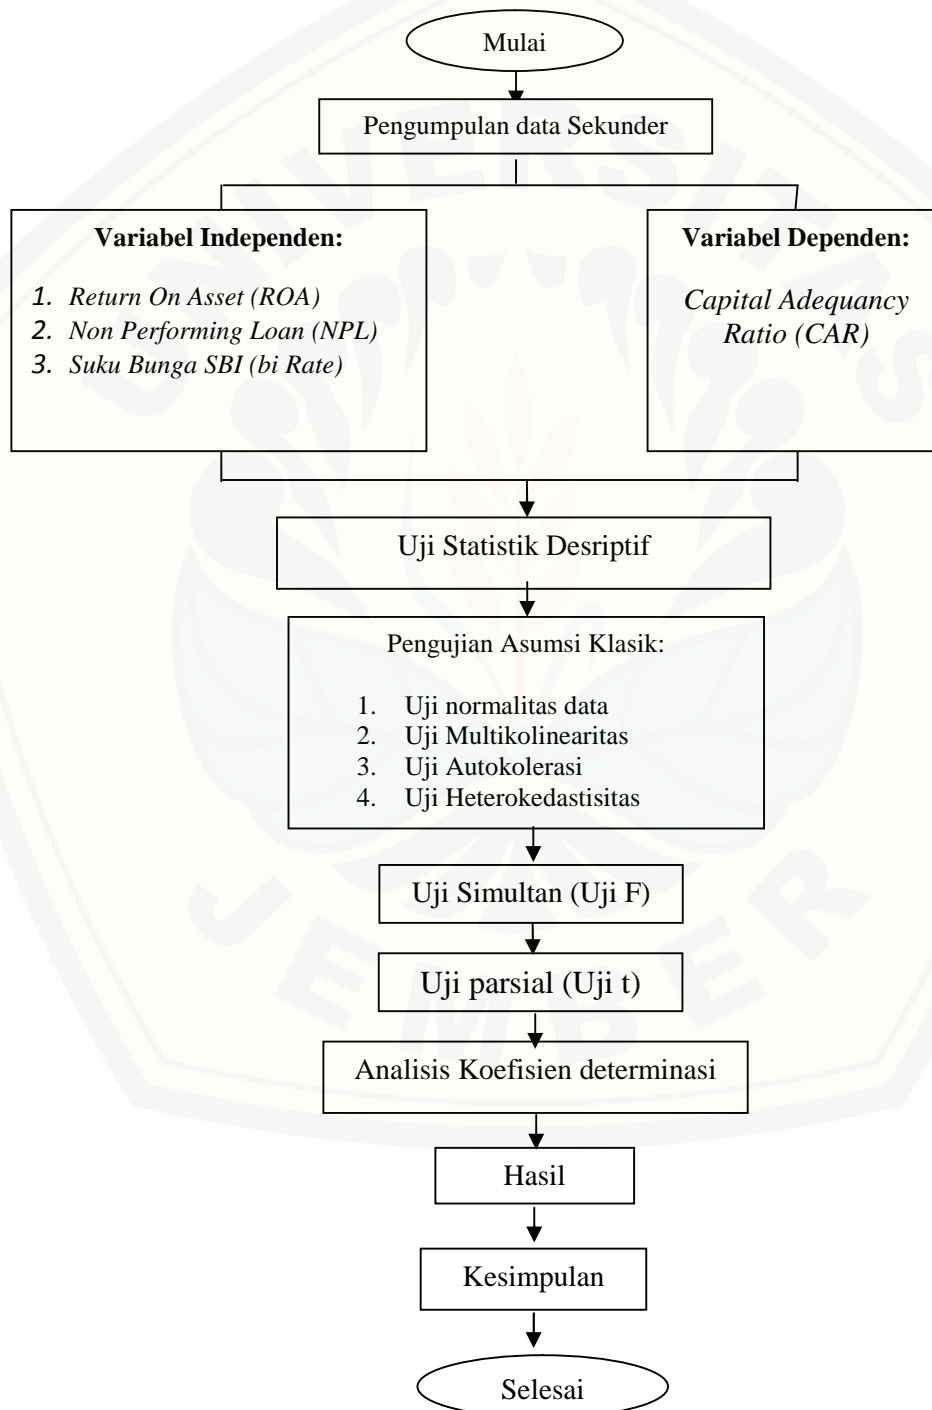 UNIVERSITAS
JEMBER
Mulai
Pengumpulan data Sekunder
Variabel Independen:
1. Return On Asset (ROA)
2. Non Performing Loan (NPL)
3. Suku Bunga SBI (bi Rate)
Variabel Dependen:
Capital Adequancy
Ratio (CAR)
Uji Statistik Desriptif
Pengujian Asumsi Klasik:
1. Uji normalitas data
2. Uji Multikolinearitas
3. Uji Autokolerasi
4. Uji Heterokedastisitas
Uji Simultan (Uji F)
Uji parsial (Uji t)
Analisis Koefisien determinasi
Hasil
Kesimpulan
Selesai